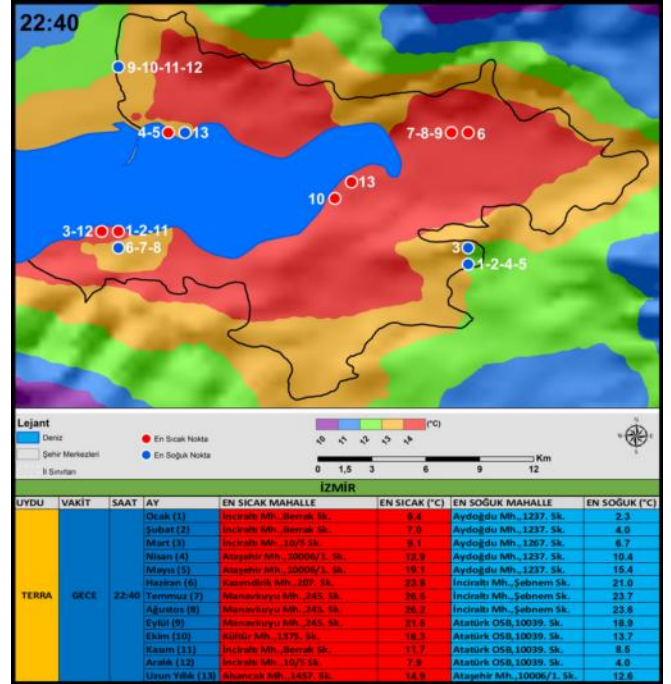 22:40
9-10-11-12
4-5
13
7-8-9
6
13
10
3-12
1-2-11
6-7-8
3
1-2-4-5
Lejant
Deniz
Şehir Merkezleri
İl Sınırları
En Sıcak Nokta
En Soğuk Nokta
(°C)
10 11 12 13 14
Km
0 1,5 3 6 9 12
İZMİR
UYDU VAKİT SAAT AY EN SICAK MAHALLE EN SICAK (°C) EN SOĞUK MAHALLE EN SOĞUK (°C)
TERRA GECE 22:40
Ocak (1) İnciraltı Mh.,Berrak Sk. 5.4 Aydoğdu Mh.,1237. Sk. 2.3
Şubat (2) İnciraltı Mh.,Berrak Sk. 7.0 Aydoğdu Mh.,1237. Sk. 4.0
Mart (3) İnciraltı Mh.,10/5 Sk 9.1 Aydoğdu Mh.,1267. Sk. 6.7
Nisan (4) Ataşehir Mh.,10006/1. Sk. 12.9 Aydoğdu Mh.,1237. Sk. 10.4
Mayıs (5) Ataşehir Mh.,10006/1. Sk. 19.1 Aydoğdu Mh.,1237. Sk. 15.4
Haziran (6) Kazımdirik Mh.,207. Sk. 23.8 İnciraltı Mh.,Şebnem Sk. 21.0
Temmuz (7) Manavkuyu Mh.,245. Sk. 26.6 İnciraltı Mh.,Şebnem Sk. 23.7
Ağustos (8) Manavkuyu Mh.,245. Sk. 26.2 İnciraltı Mh.,Şebnem Sk. 23.6
Eylül (9) Manavkuyu Mh.,245. Sk. 21.6 Atatürk OSB,10039. Sk. 18.9
Ekim (10) Kültür Mh.,1375. Sk. 16.3 Atatürk OSB,10039. Sk. 13.7
Kasım (11) İnciraltı Mh.,Berrak Sk. 11.7 Atatürk OSB,10039. Sk. 8.5
Aralık (12) İnciraltı Mh.,10/5 Sk 7.9 Atatürk OSB,10039. Sk. 4.0
Uzun Yıllık (13) Alsancak Mh.,1457. Sk. 14.9 Ataşehir Mh.,10006/1. Sk. 12.6